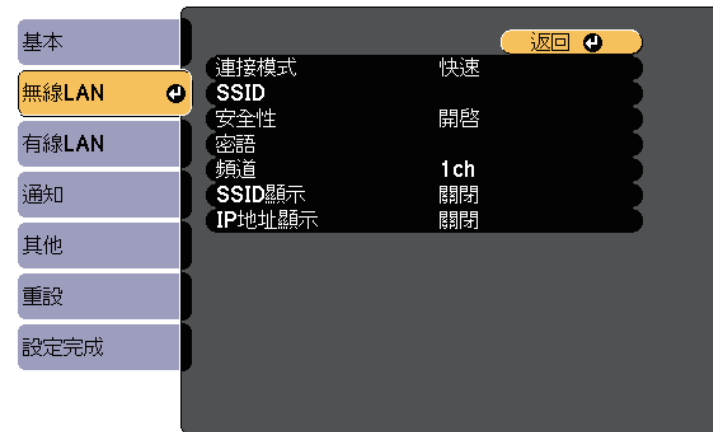 基本
無線LAN
有線LAN
通知
其他
重設
設定完成
返回
連接模式 快速
SSID
安全性 開啓
密語
頻道 1ch
SSID顯示 關閉
IP地址顯示 關閉